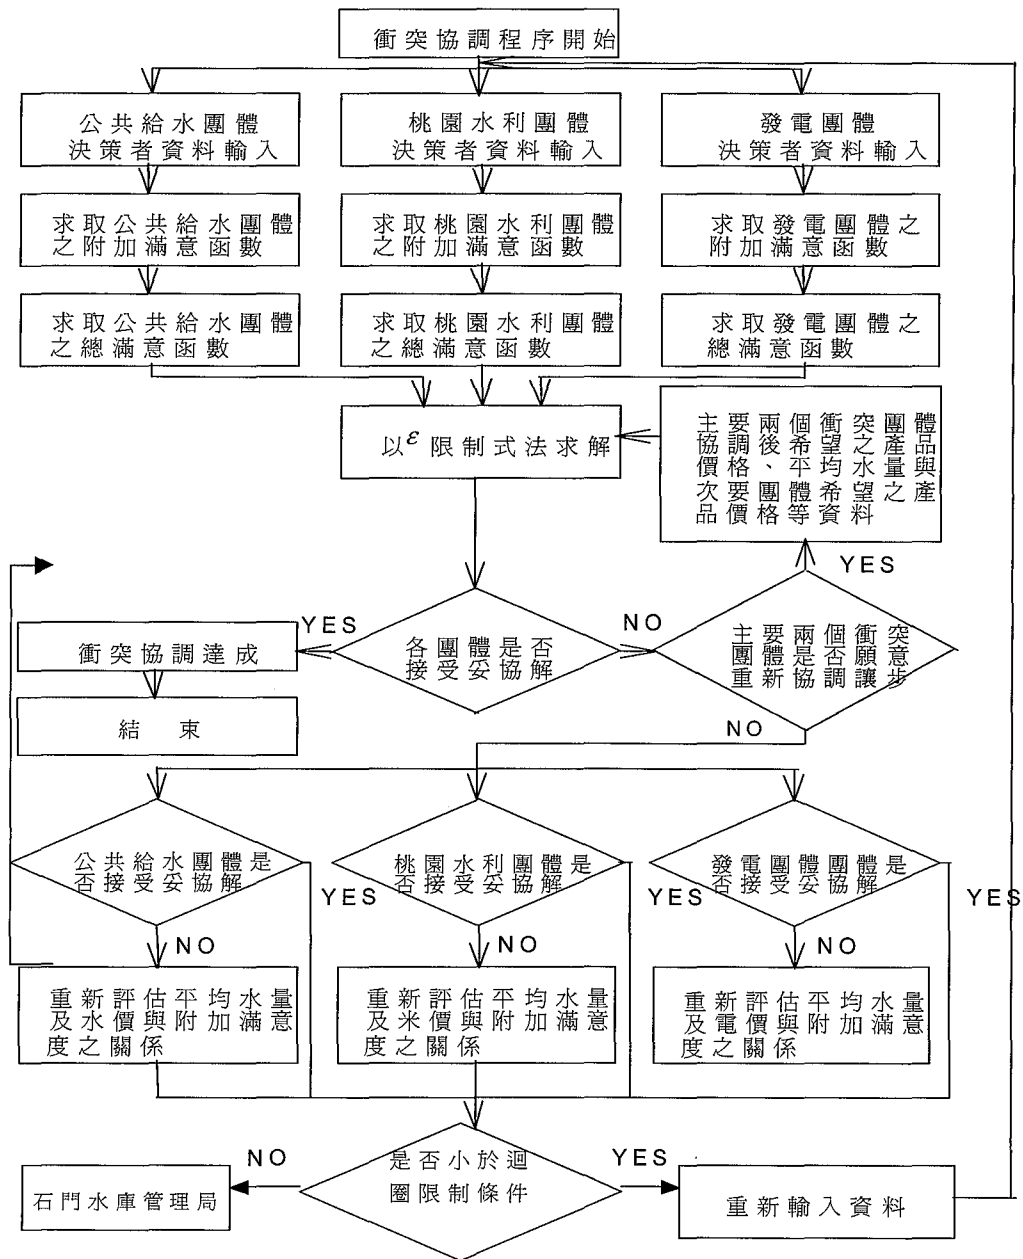 衝突協調程序開始
公共給水團體
決策者資料輸入
桃園水利團體
決策者資料輸入
發電團體
決策者資料輸入
求取公共給水團體
之附加滿意函數
求取桃園水利團體
之附加滿意函數
求取發電團體之
附加滿意函數
求取公共給水團體
之總滿意函數
求取桃園水利團體
之總滿意函數
求取發電團體之
總滿意函數
以ε限制式法求解
主要兩個衝突團體
協調後希望之產品
價格、平均水量與
次要團體希望之產
品價格等資料
YES
各團體是否
接受妥協解
YES
NO
主要兩個衝突
團體是否願意
重新協調讓步
衝突協調達成
結束
NO
公共給水團體是
否接受妥協解
桃園水利團體是
否接受妥協解
發電團體團體是
否接受妥協解
YES
YES
YES
NO
NO
NO
重新評估平均水量
及水價與附加滿意
度之關係
重新評估平均水量
及米價與附加滿意
度之關係
重新評估平均水量
及電價與附加滿意
度之關係
是否小於迴
圈限制條件
NO
YES
石門水庫管理局
重新輸入資料